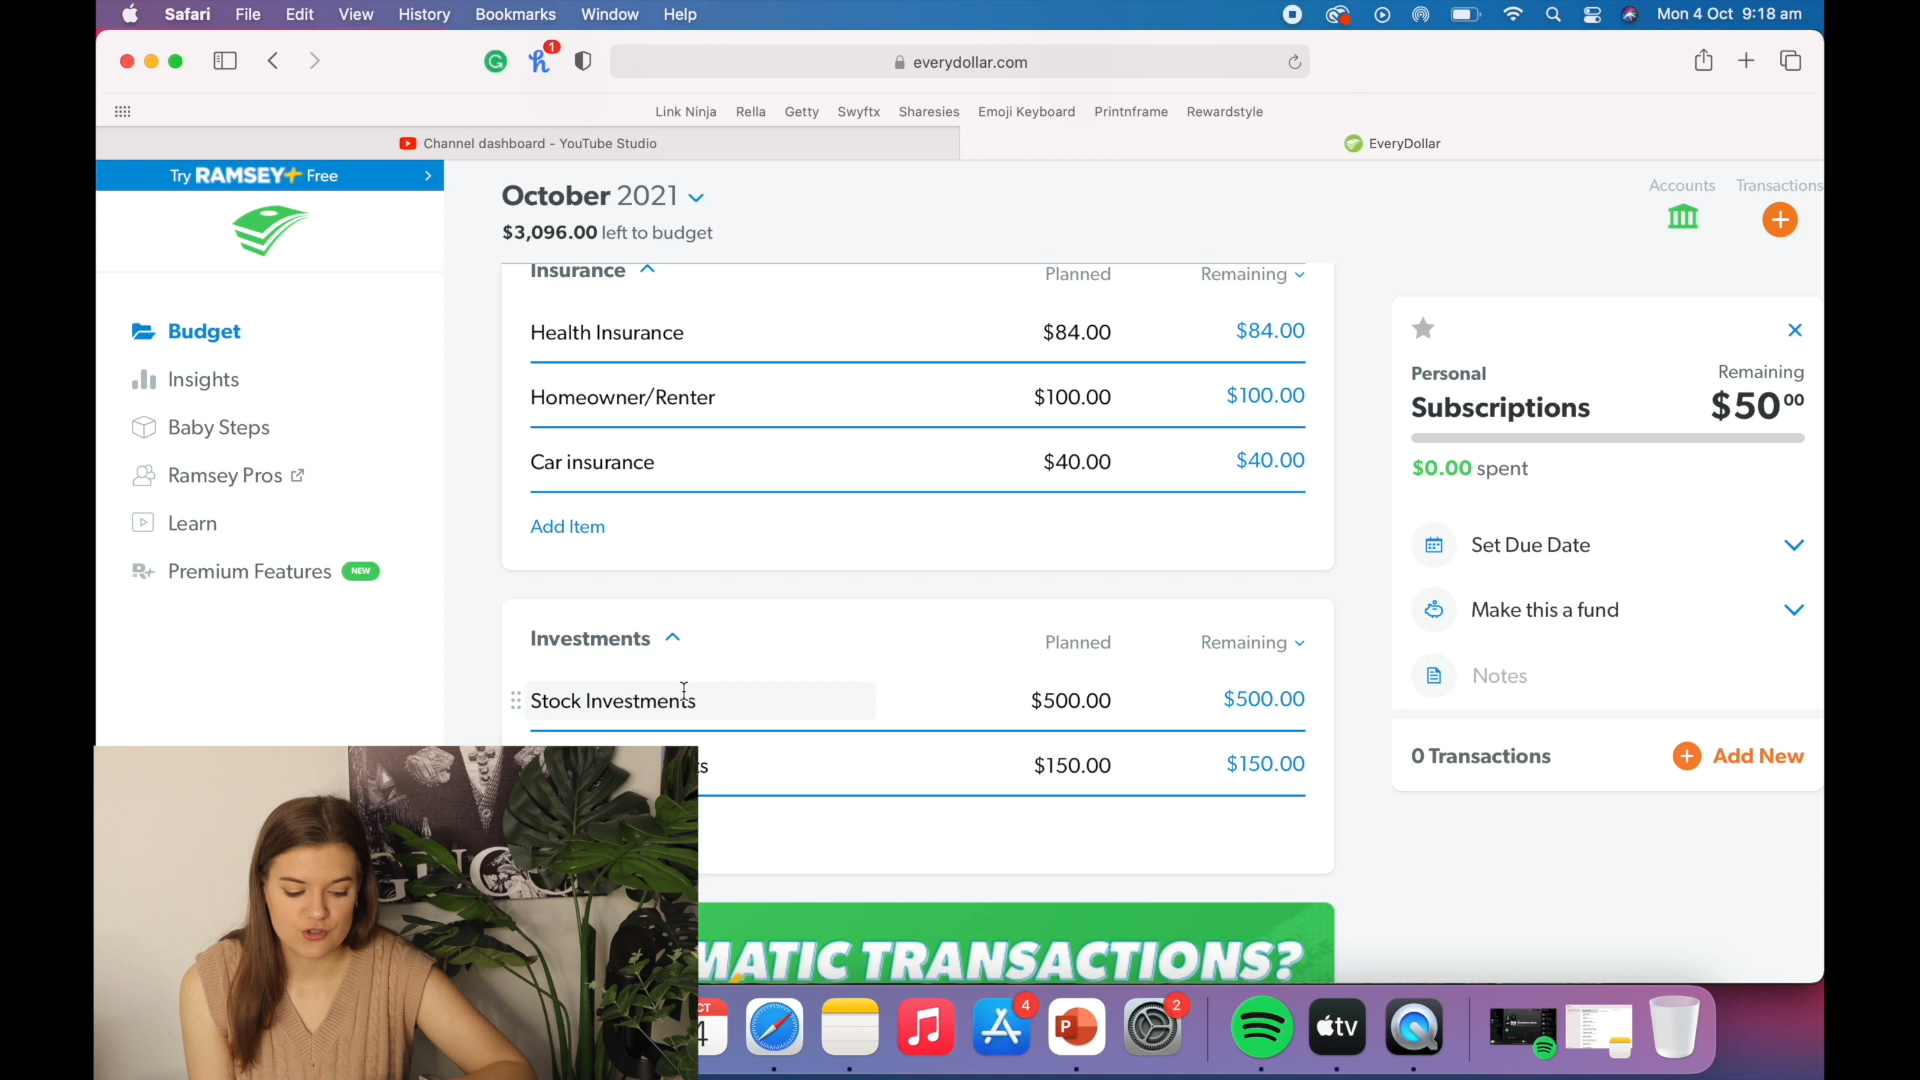 Safari File Edit View History Bookmarks Window Help
Mon 4 Oct 9:18 am
1
everydollar.com
Link Ninja Rella Getty Swyftx Sharesies Emoji Keyboard Printnframe Rewardstyle
Channel dashboard - YouTube Studio
EveryDollar
Try RAMSEY+ Free
October 2021
$3,096.00 left to budget
Accounts Transactions
Budget
Insights
Baby Steps
Ramsey Pros
Learn
Premium Features NEW
Insurance Planned Remaining
Health Insurance $84.00 $84.00
Homeowner/Renter $100.00 $100.00
Car insurance $40.00 $40.00
Add Item
Investments Planned Remaining
Stock Investments $500.00 $500.00
$150.00 $150.00
Personal Remaining
Subscriptions $50 00
$0.00 spent
Set Due Date
Make this a fund
Notes
0 Transactions Add New
MATIC TRANSACTIONS?
4
2
tv